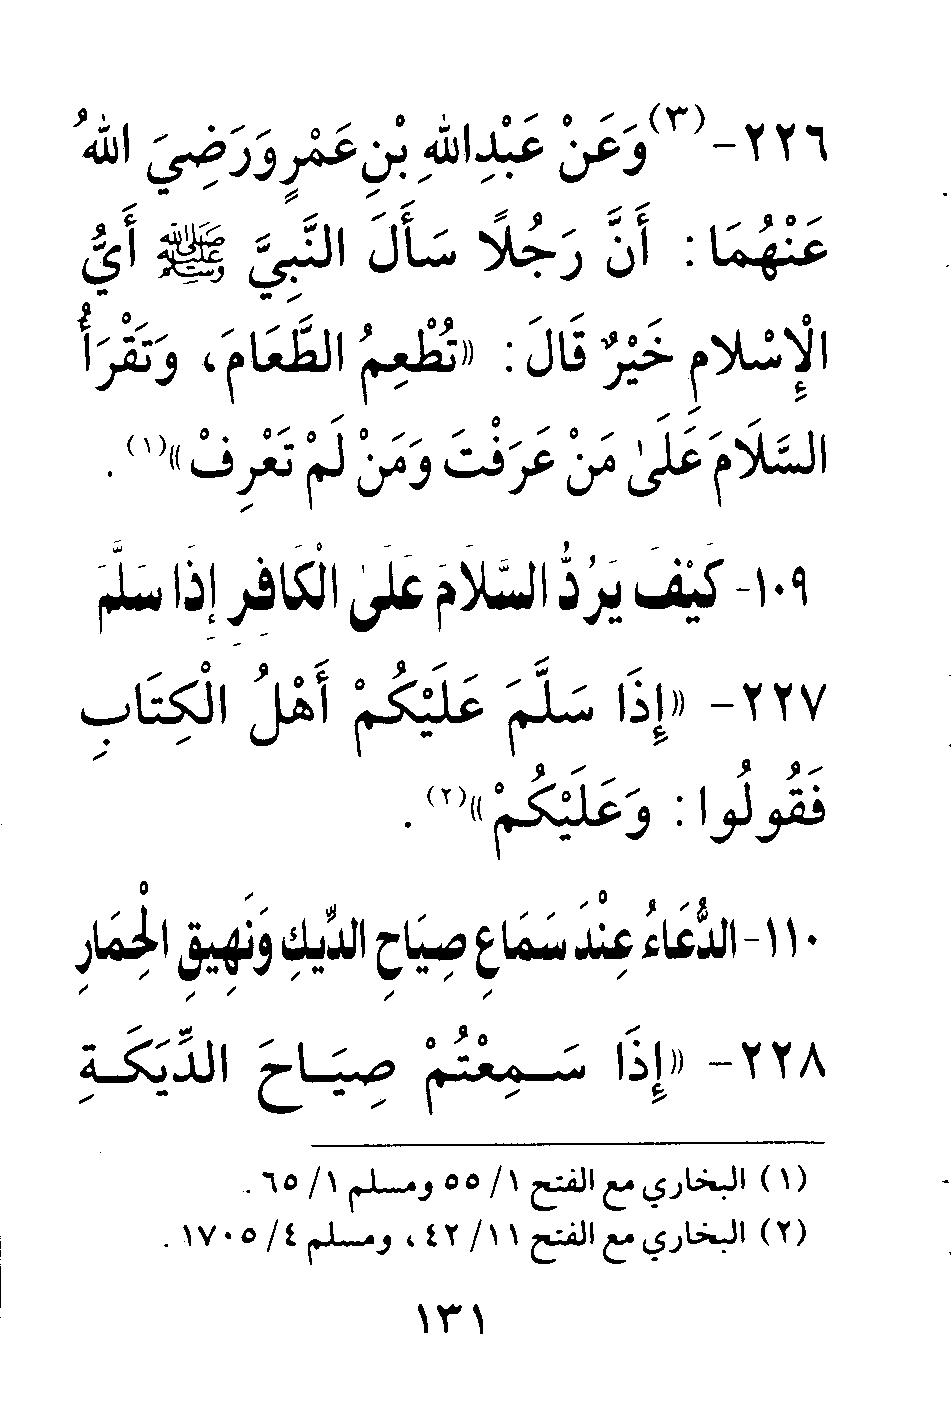 ٢٢٦- (٣) وَعَنْ عَبْدِاللهِ بْنِ عَمْرٍو رَضِيَ اللهُ
عَنْهُمَا: أَنَّ رَجُلًا سَأَلَ النَّبِيَّ ﷺ أَيُّ
الْإِسْلامِ خَيْرٌ قَالَ: «تُطْعِمُ الطَّعَامَ، وَتَقْرَأُ
السَّلَامَ عَلَىٰ مَنْ عَرَفْتَ وَمَنْ لَمْ تَعْرِفْ»(١).
١٠٩- كَيْفَ يَرُدُّ السَّلَامَ عَلَىٰ الْكَافِرِ إِذَا سَلَّمَ
٢٢٧- «إِذَا سَلَّمَ عَلَيْكُمْ أَهْلُ الْكِتَابِ
فَقُولُوا: وَعَلَيْكُمْ»(٢).
١١٠- الدُّعَاءُ عِنْدَ سَمَاعِ صِيَاحِ الدِّيكِ وَنَهِيقِ الْحِمَارِ
٢٢٨- «إِذَا سَمِعْتُمْ صِيَاحَ الدِّيَكَةِ
(١) البخاري مع الفتح ١/ ٥٥ ومسلم ١/ ٦٥.
(٢) البخاري مع الفتح ١١/ ٤٢، ومسلم ٤/ ١٧٠٥.
١٣١